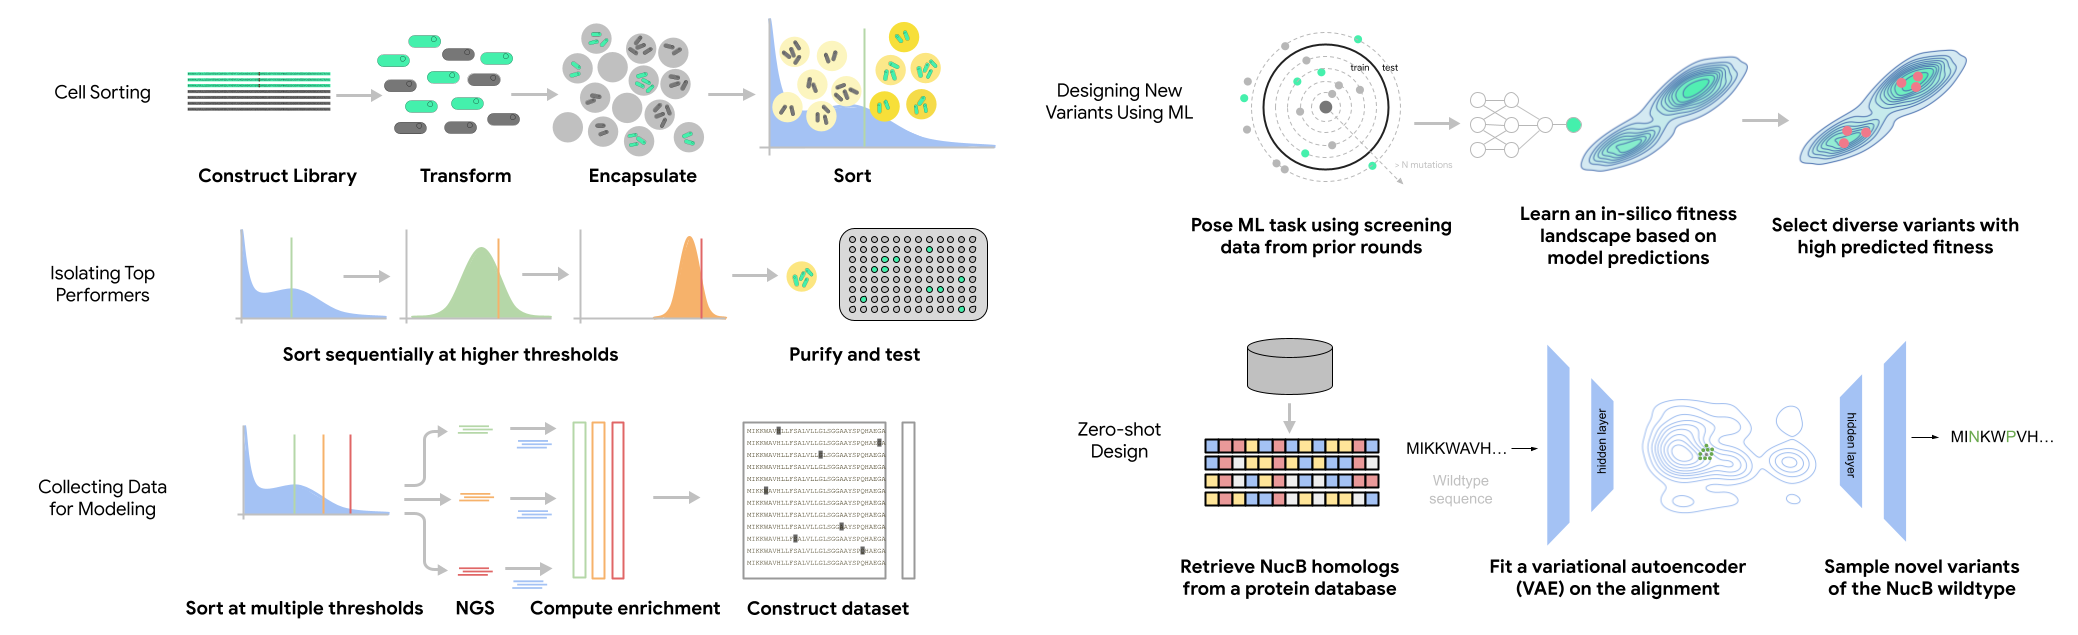 Cell Sorting
Construct Library
Transform
Encapsulate
Sort
Isolating Top
Performers
Sort sequentially at higher thresholds
Purify and test
Collecting Data
for Modeling
Sort at multiple thresholds
NGS
Compute enrichment
Construct dataset
Designing New
Variants Using ML
train
test
> N mutations
Pose ML task using screening
data from prior rounds
Learn an in-silico fitness
landscape based on
model predictions
Select diverse variants with
high predicted fitness
Zero-shot
Design
MIKKWAVH...
Wildtype
sequence
hidden layer
hidden layer
MINKWPVH...
Retrieve NucB homologs
from a protein database
Fit a variational autoencoder
(VAE) on the alignment
Sample novel variants
of the NucB wildtype